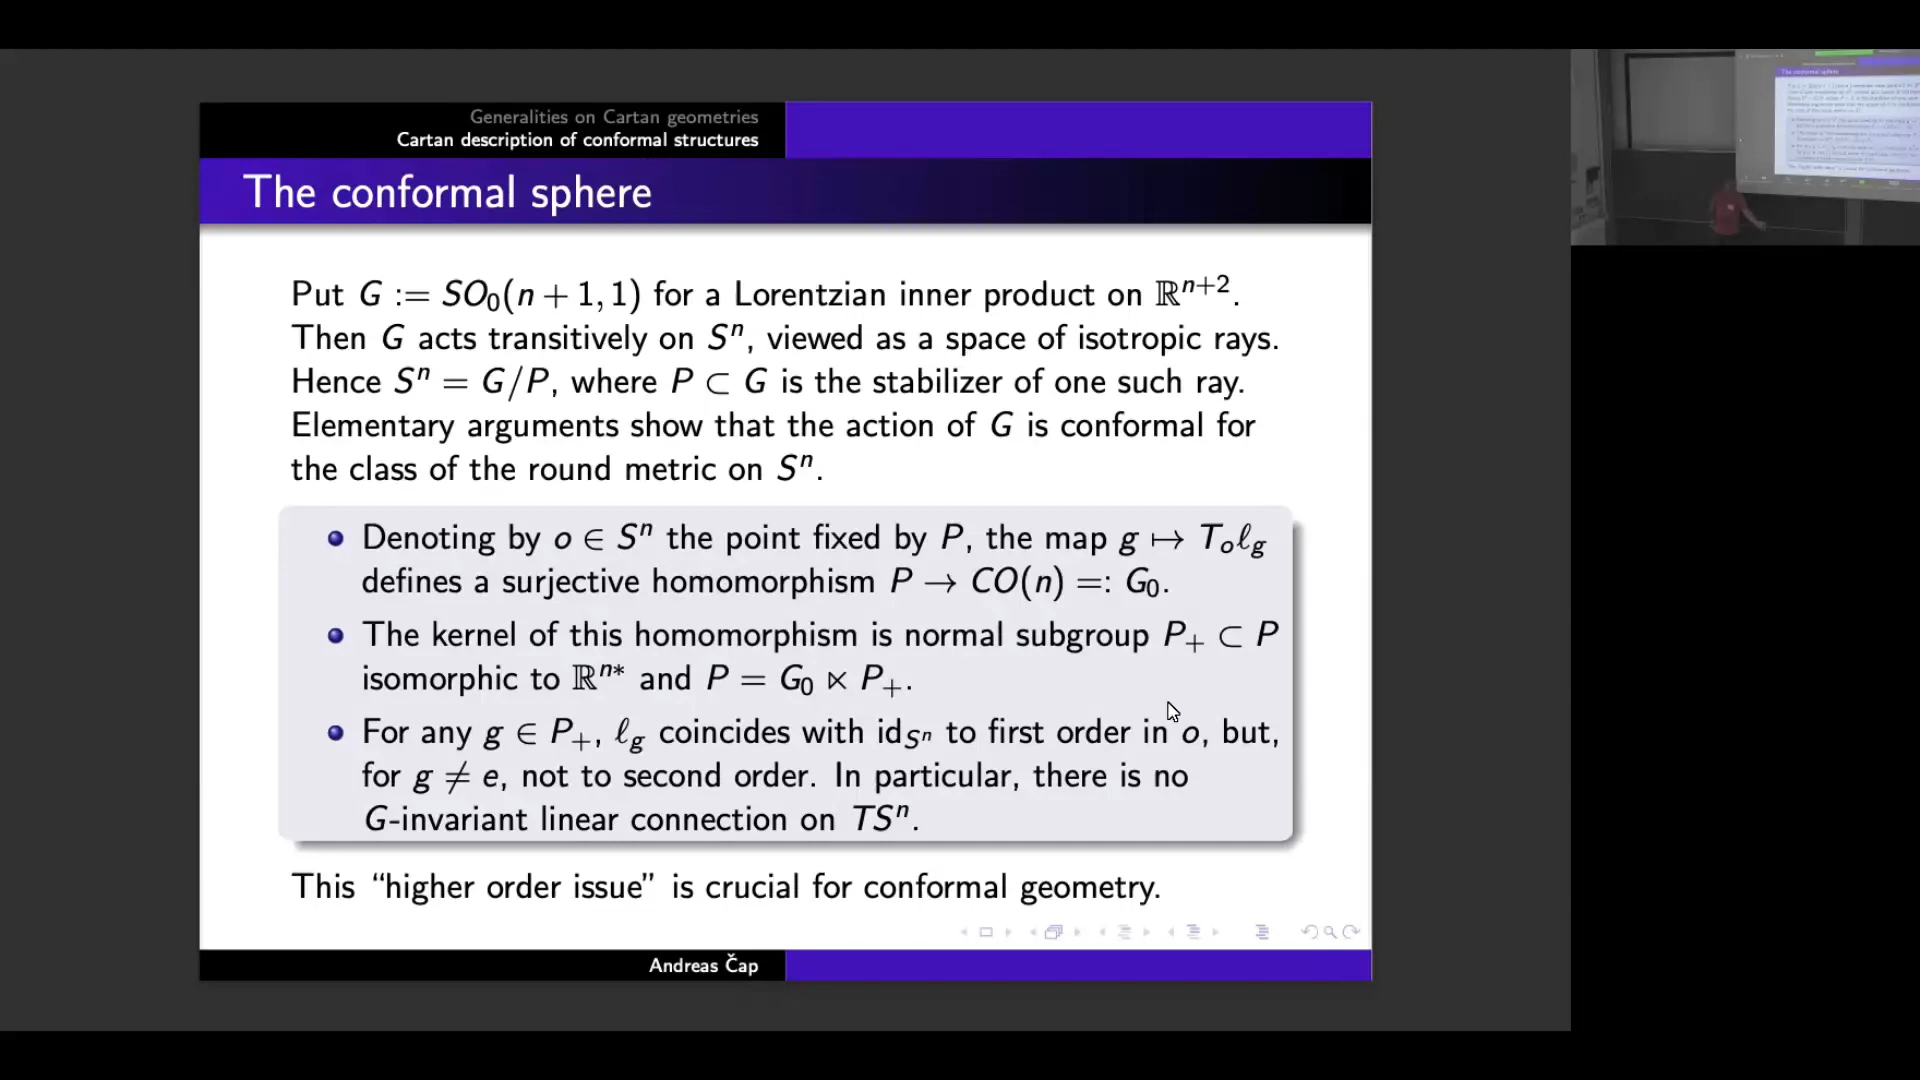 Generalities on Cartan geometries
Cartan description of conformal structures
The conformal sphere
Put G := SO₀(n + 1, 1) for a Lorentzian inner product on ℝⁿ⁺².
Then G acts transitively on Sⁿ, viewed as a space of isotropic rays.
Hence Sⁿ = G/P, where P ⊂ G is the stabilizer of one such ray.
Elementary arguments show that the action of G is conformal for
the class of the round metric on Sⁿ.
• Denoting by o ∈ Sⁿ the point fixed by P, the map g ↦ Tₒℓ_g
defines a surjective homomorphism P → CO(n) =: G₀.
• The kernel of this homomorphism is normal subgroup P₊ ⊂ P
isomorphic to ℝⁿ* and P = G₀ ⋉ P₊.
• For any g ∈ P₊, ℓ_g coincides with id_Sⁿ to first order in o, but,
for g ≠ e, not to second order. In particular, there is no
G-invariant linear connection on TSⁿ.
This “higher order issue” is crucial for conformal geometry.
Andreas Čap
The conformal sphere